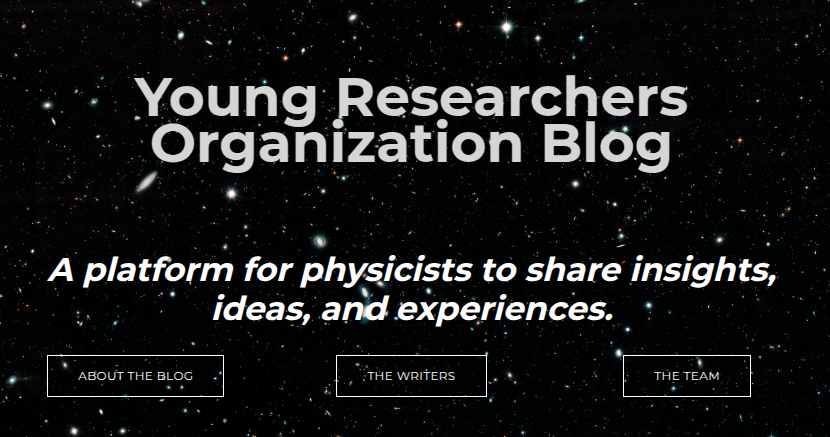 Young Researchers
Organization Blog
A platform for physicists to share insights,
ideas, and experiences.
ABOUT THE BLOG
THE WRITERS
THE TEAM